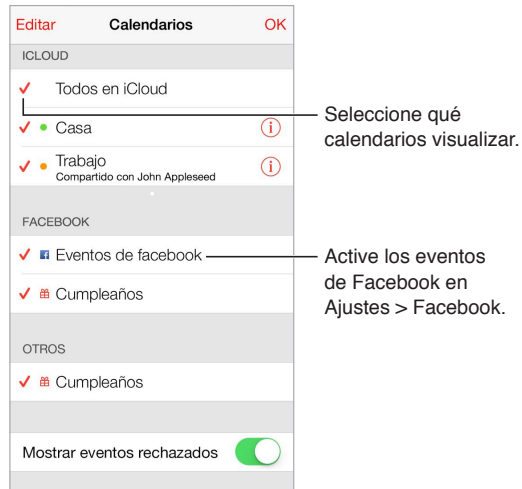 Editar Calendarios OK
ICLOUD
Todos en iCloud
Casa
Trabajo
Compartido con John Appleseed
FACEBOOK
Eventos de facebook
Cumpleaños
OTROS
Cumpleaños
Mostrar eventos rechazados
Seleccione qué
calendarios visualizar.
Active los eventos
de Facebook en
Ajustes > Facebook.